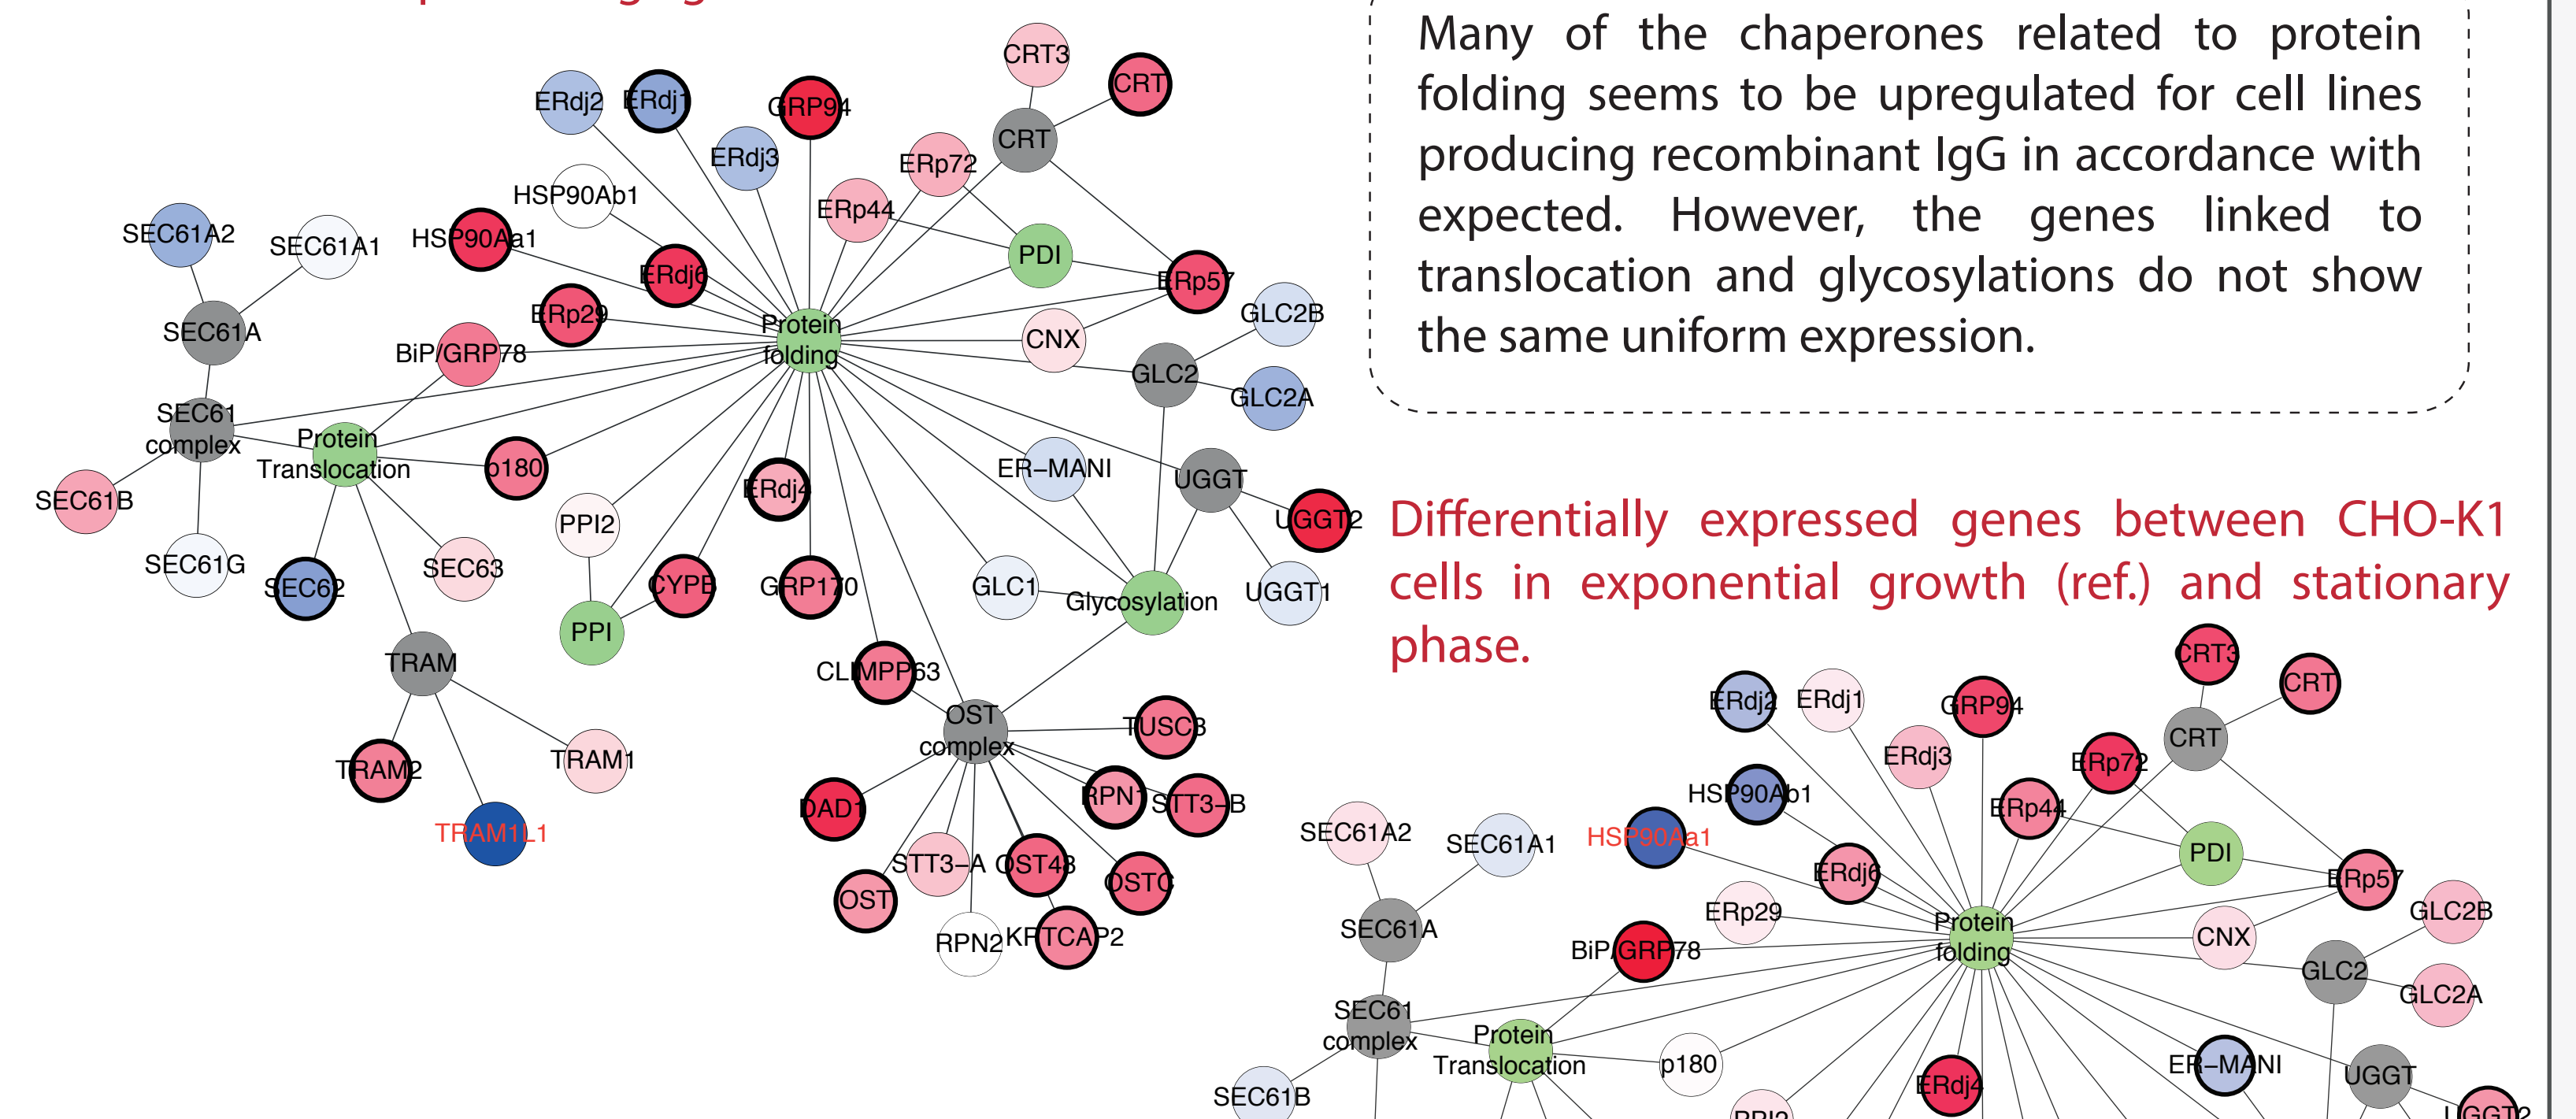 Many of the chaperones related to protein
folding seems to be upregulated for cell lines
producing recombinant IgG in accordance with
expected. However, the genes linked to
translocation and glycosylations do not show
the same uniform expression.
CRT3
CRT
ERdj2
ERdj1
GRP94
CRT
ERdj3
ERp72
HSP90Ab1
ERp44
SEC61A2
SEC61A1
HSP90Aa1
PDI
ERdj6
ERp57
ERp29
GLC2B
SEC61A
Protein
folding
CNX
BiP/GRP78
GLC2
GLC2A
SEC61
complex
Protein
Translocation
p180
ER-MANI
UGGT
ERdj4
SEC61B
UGGT2
PPI2
SEC61G
SEC63
SEC62
CYPB
GRP170
GLC1
Glycosylation
UGGT1
PPI
TRAM
CLIMPP63
OST
complex
TUSC3
TRAM2
TRAM1
DAD1
RPN1
STT3-B
TRAM1L1
STT3-A
OST48
OSTC
OST
RPN2
KRTCAP2
Differentially expressed genes between CHO-K1
cells in exponential growth (ref.) and stationary
phase.
CRT3
CRT
ERdj2
ERdj1
GRP94
CRT
ERdj3
ERp72
HSP90Ab1
ERp44
SEC61A2
HSP90Aa1
SEC61A1
PDI
ERdj6
ERp57
ERp29
GLC2B
SEC61A
Protein
folding
CNX
BiP/GRP78
GLC2
GLC2A
SEC61
complex
Protein
Translocation
p180
ER-MANI
UGGT
ERdj4
SEC61B
PPI2
UGGT2